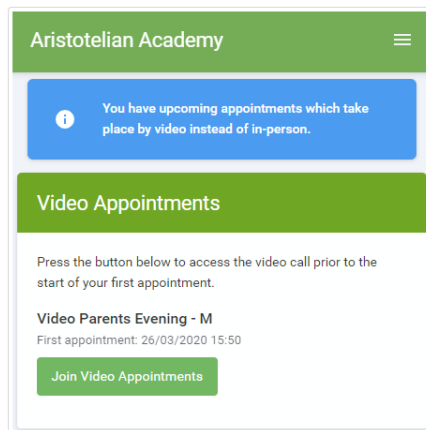 Aristotelian Academy
You have upcoming appointments which take
place by video instead of in-person.
Video Appointments
Press the button below to access the video call prior to the
start of your first appointment.
Video Parents Evening - M
First appointment: 26/03/2020 15:50
Join Video Appointments